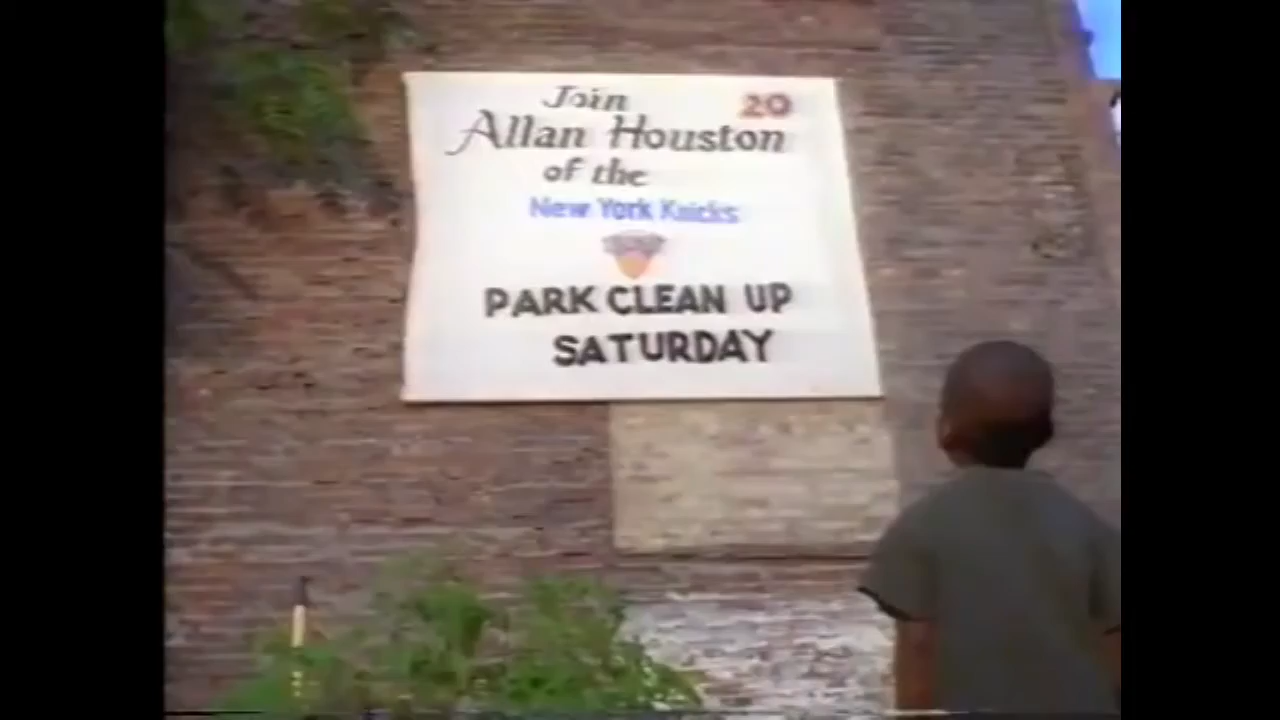 Join 20
Allan Houston
of the
New York Knicks
PARK CLEAN UP
SATURDAY